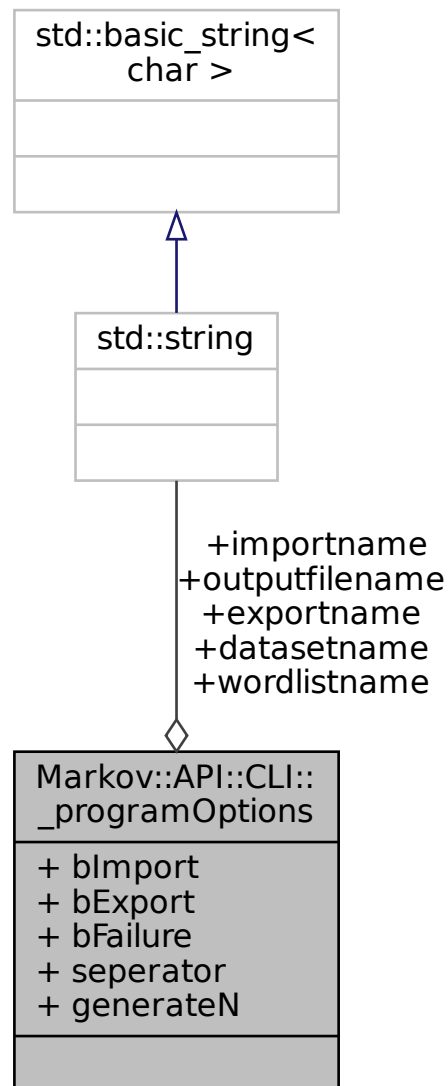 std::basic_string<
char >
std::string
+importname
+outputfilename
+exportname
+datasetname
+wordlistname
Markov::API::CLI::
_programOptions
+ bImport
+ bExport
+ bFailure
+ seperator
+ generateN